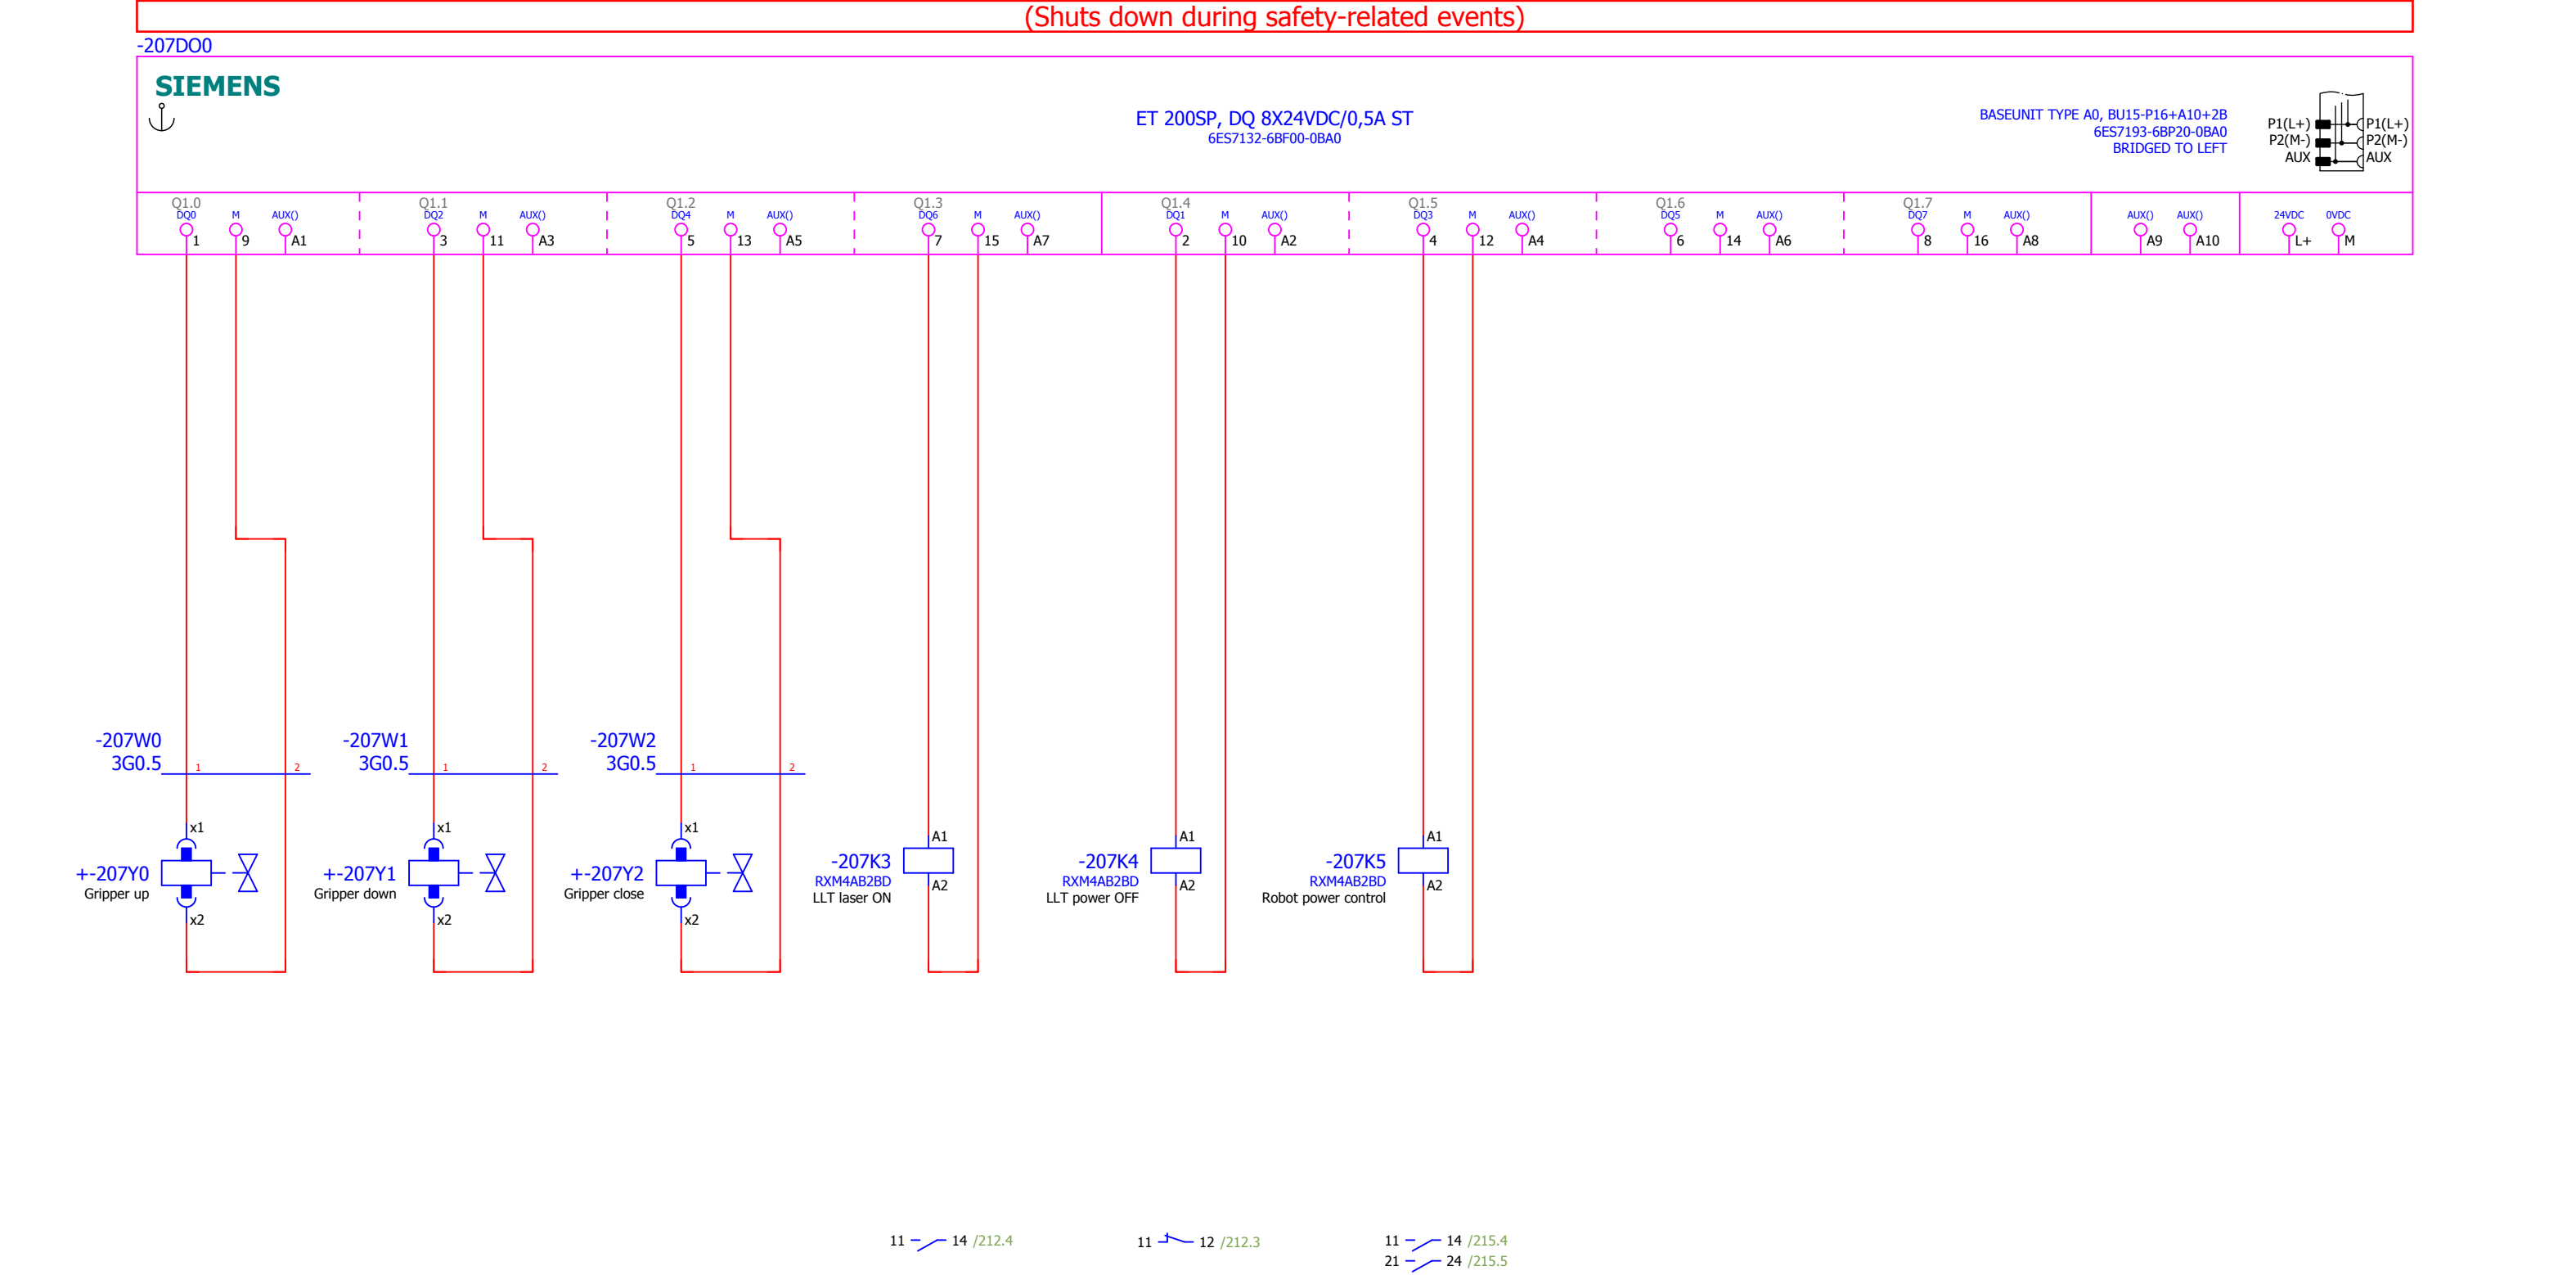 (Shuts down during safety-related events)
-207DO0
SIEMENS
ET 200SP, DQ 8X24VDC/0,5A ST
6ES7132-6BF00-0BA0
BASEUNIT TYPE A0, BU15-P16+A10+2B
6ES7193-6BP20-0BA0
BRIDGED TO LEFT
P1(L+) P1(L+)
P2(M-) P2(M-)
AUX AUX
Q1.0 Q1.1 Q1.2 Q1.3 Q1.4 Q1.5 Q1.6 Q1.7
DQ0 M AUX() DQ2 M AUX() DQ4 M AUX() DQ6 M AUX() DQ1 M AUX() DQ3 M AUX() DQ5 M AUX() DQ7 M AUX() AUX() AUX() 24VDC 0VDC
1 9 A1 3 11 A3 5 13 A5 7 15 A7 2 10 A2 4 12 A4 6 14 A6 8 16 A8 A9 A10 L+ M
-207W0 -207W1 -207W2
3G0.5 1 2 3G0.5 1 2 3G0.5 1 2
x1 x1 x1 A1 A1 A1
+-207Y0 +-207Y1 +-207Y2 -207K3 -207K4 -207K5
RXM4AB2BD RXM4AB2BD RXM4AB2BD
Gripper up Gripper down Gripper close LLT laser ON LLT power OFF Robot power control
A2 A2 A2
x2 x2 x2
11 14 /212.4 11 12 /212.3 11 14 /215.4
21 24 /215.5